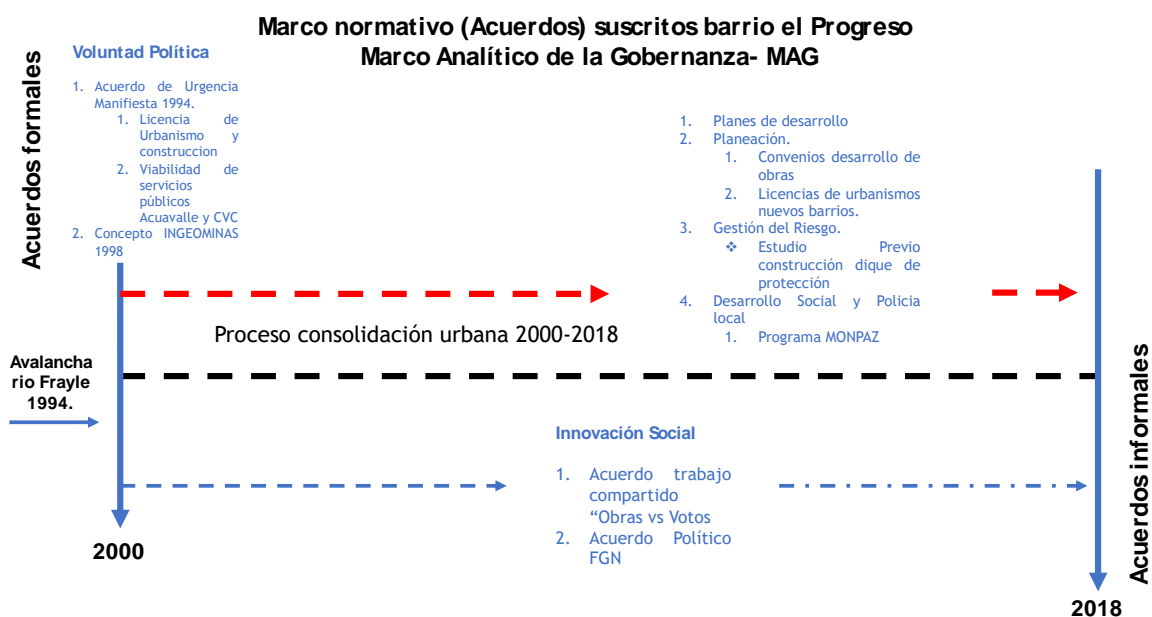 Marco normativo (Acuerdos) suscritos barrio el Progreso
Marco Analítico de la Gobernanza- MAG
Acuerdos formales
Voluntad Política
1. Acuerdo de Urgencia
Manifiesta 1994.
1. Licencia de
Urbanismo y
construccion
2. Viabilidad de
servicios
públicos
Acuavalle y CVC
2. Concepto INGEOMINAS
1998
1. Planes de desarrollo
2. Planeación.
1. Convenios desarrollo de
obras
2. Licencias de urbanismos
nuevos barrios.
3. Gestión del Riesgo.
❖ Estudio Previo
construcción dique de
protección
4. Desarrollo Social y Policia
local
1. Programa MONPAZ
Proceso consolidación urbana 2000-2018
Avalancha
rio Frayle
1994.
Innovación Social
1. Acuerdo trabajo
compartido
“Obras vs Votos
2. Acuerdo Político
FGN
Acuerdos informales
2000
2018